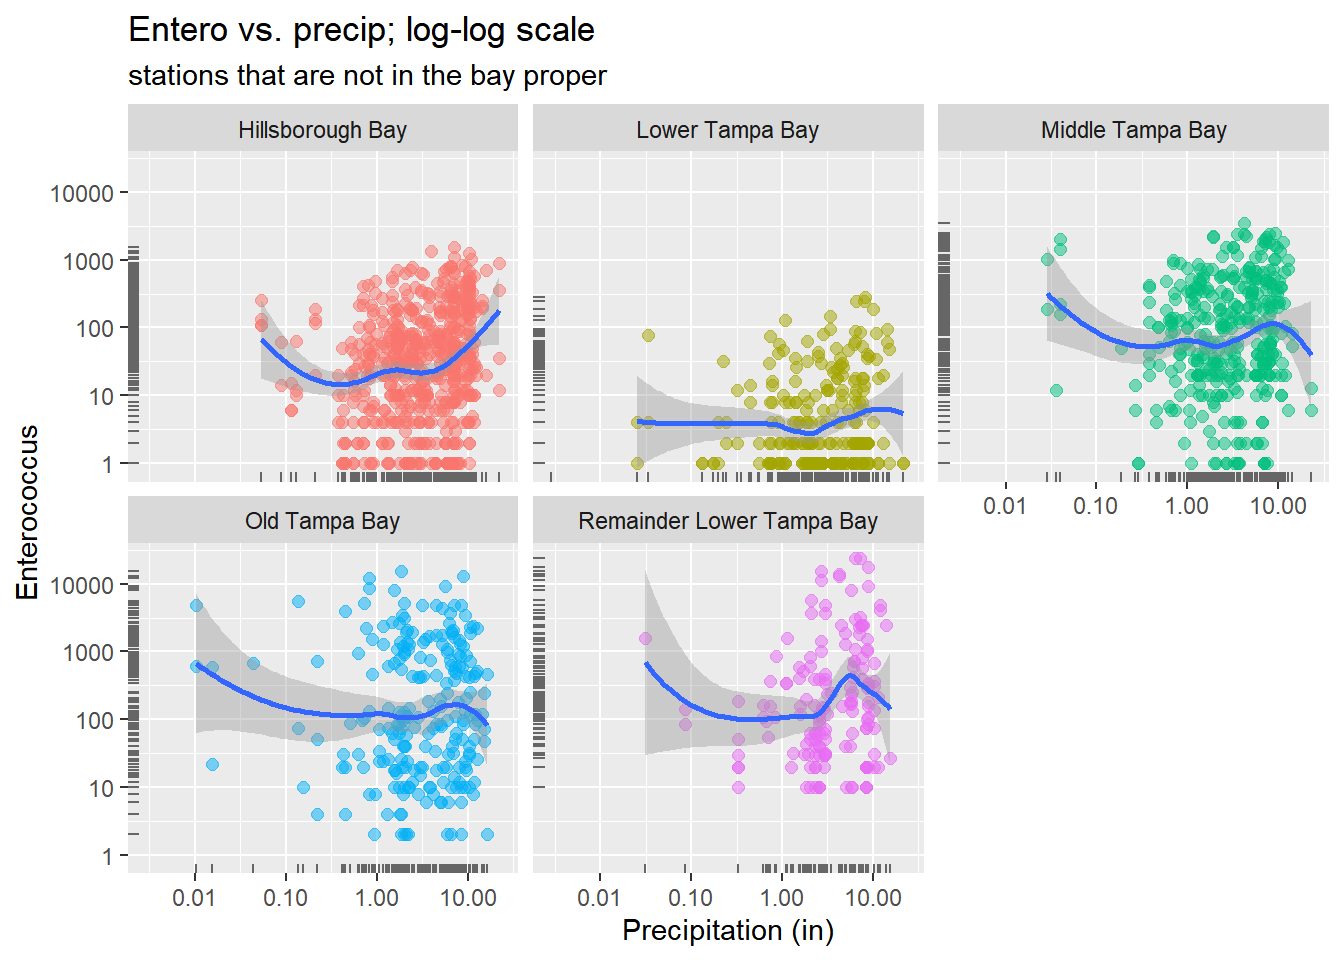 Entero vs. precip; log-log scale
stations that are not in the bay proper
Hillsborough Bay
Lower Tampa Bay
Middle Tampa Bay
10000
1000
100
10
1
0.01 0.10 1.00 10.00
Old Tampa Bay
Remainder Lower Tampa Bay
Enterococcus
10000
1000
100
10
1
0.01 0.10 1.00 10.00
0.01 0.10 1.00 10.00
Precipitation (in)